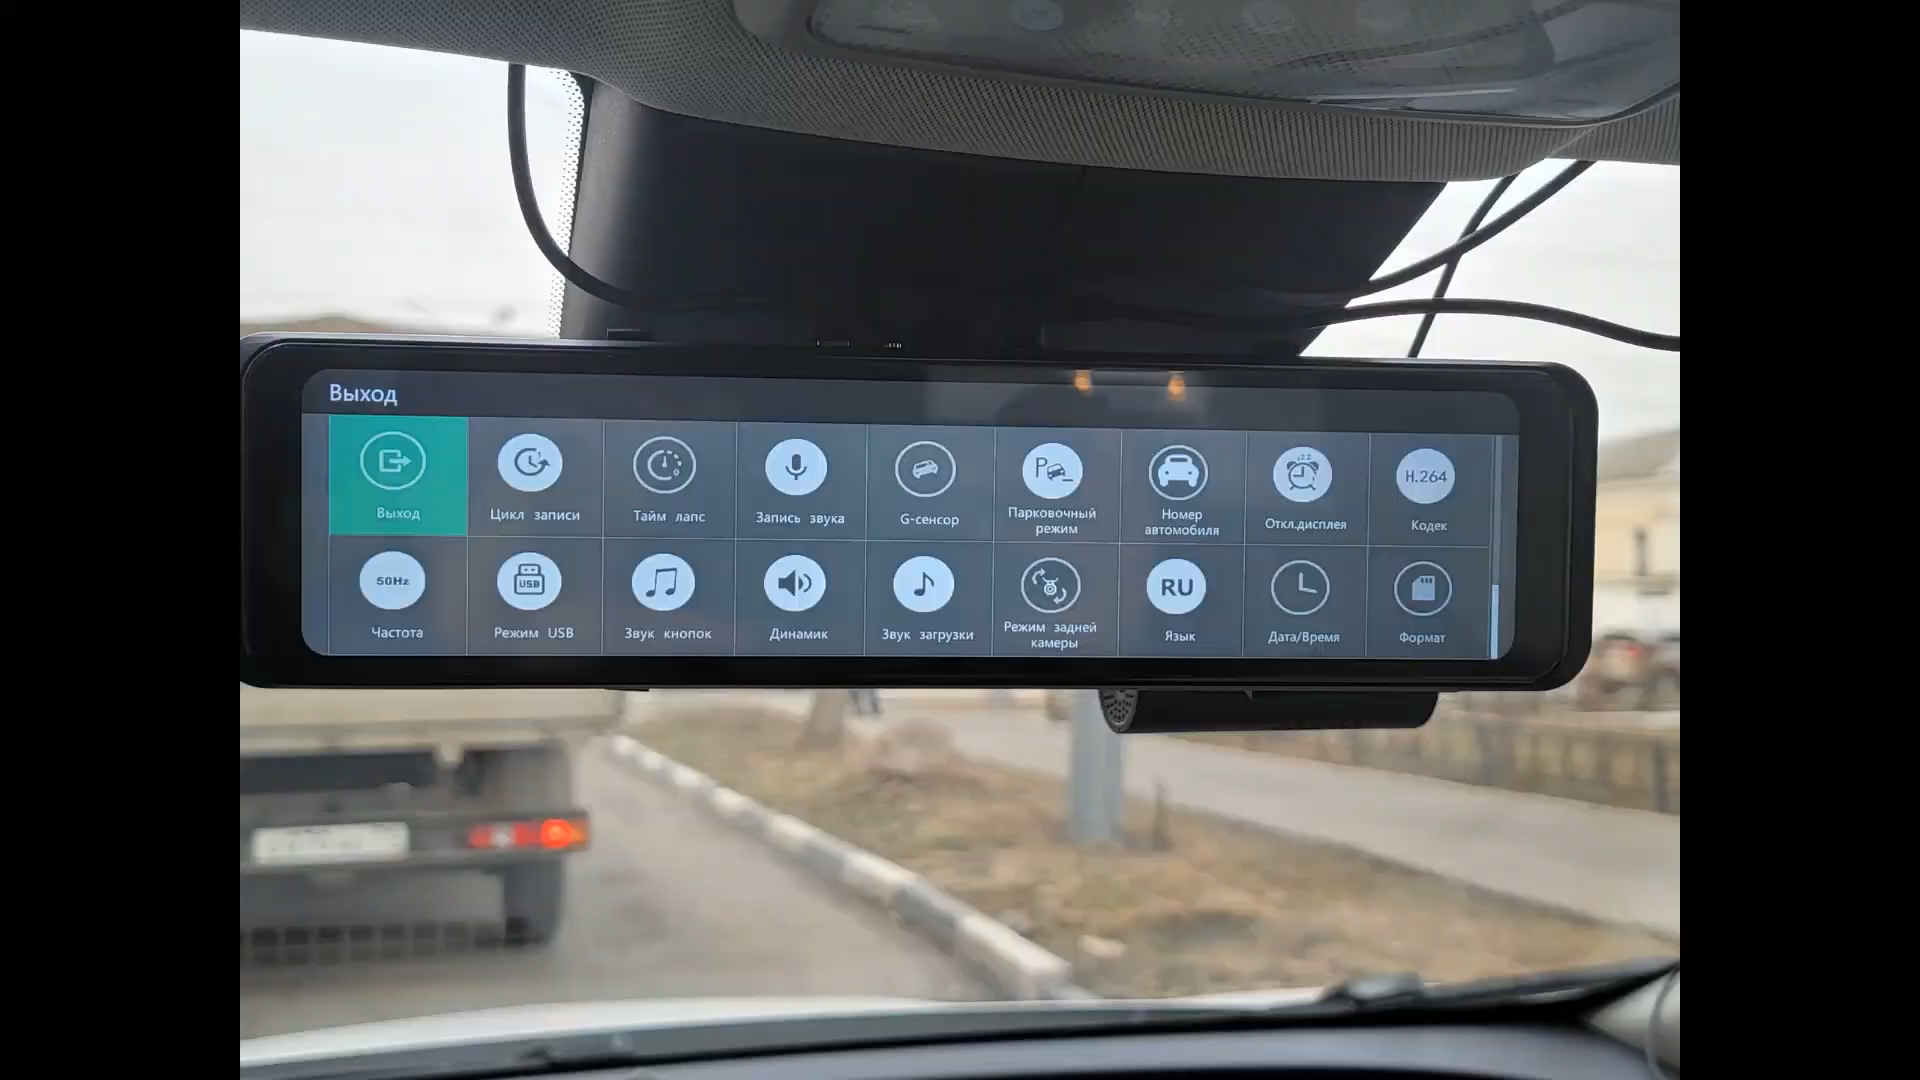 Выход
Выход
Цикл записи
Тайм лапс
Запись звука
G-сенсор
P
Парковочный
режим
Номер
автомобиля
Откл.дисплея
H.264
Кодек
50Hz
Частота
USB
Режим USB
Звук кнопок
Динамик
Звук загрузки
Режим задней
камеры
RU
Язык
Дата/Время
Формат